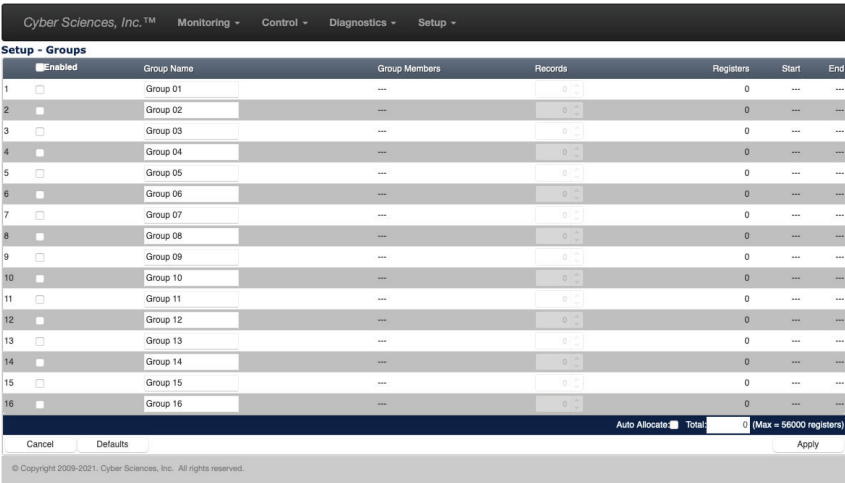 Cyber Sciences, Inc.™ Monitoring Control Diagnostics Setup
Setup - Groups
Enabled Group Name Group Members Records Registers Start End
1 Group 01 --- 0 0 --- ---
2 Group 02 --- 0 0 --- ---
3 Group 03 --- 0 0 --- ---
4 Group 04 --- 0 0 --- ---
5 Group 05 --- 0 0 --- ---
6 Group 06 --- 0 0 --- ---
7 Group 07 --- 0 0 --- ---
8 Group 08 --- 0 0 --- ---
9 Group 09 --- 0 0 --- ---
10 Group 10 --- 0 0 --- ---
11 Group 11 --- 0 0 --- ---
12 Group 12 --- 0 0 --- ---
13 Group 13 --- 0 0 --- ---
14 Group 14 --- 0 0 --- ---
15 Group 15 --- 0 0 --- ---
16 Group 16 --- 0 0 --- ---
Auto Allocate: Total: 0 (Max = 56000 registers)
Cancel Defaults Apply
© Copyright 2009-2021. Cyber Sciences, Inc. All rights reserved.